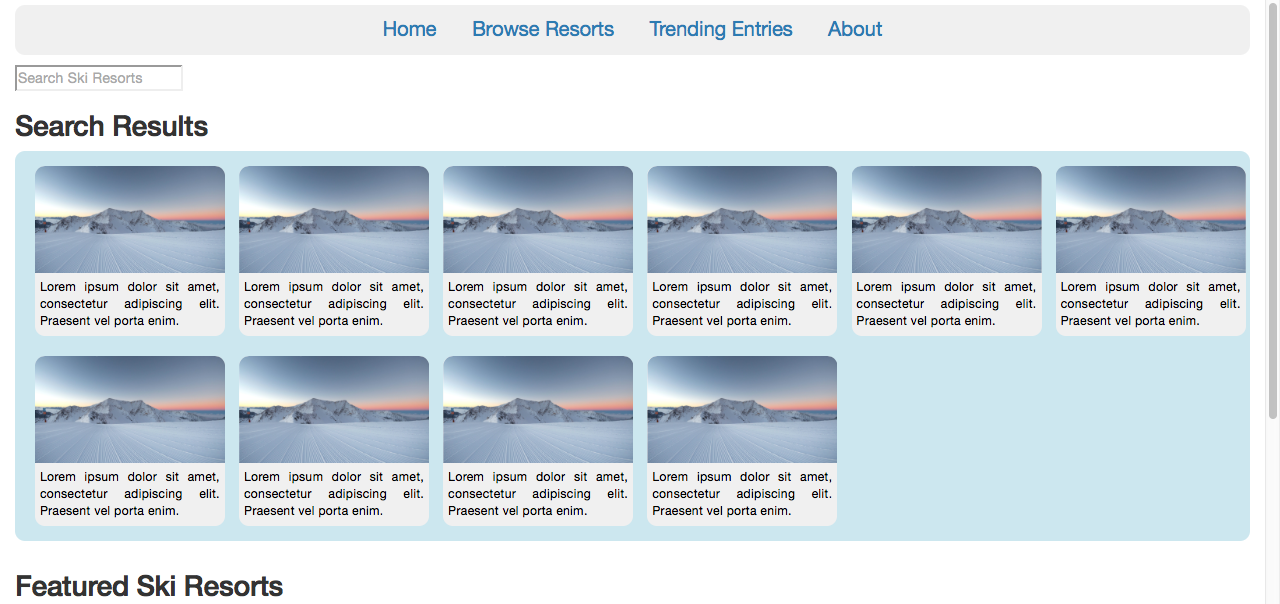 Home Browse Resorts Trending Entries About
Search Ski Resorts
Search Results
Lorem ipsum dolor sit amet,
consectetur adipiscing elit.
Praesent vel porta enim.
Lorem ipsum dolor sit amet,
consectetur adipiscing elit.
Praesent vel porta enim.
Lorem ipsum dolor sit amet,
consectetur adipiscing elit.
Praesent vel porta enim.
Lorem ipsum dolor sit amet,
consectetur adipiscing elit.
Praesent vel porta enim.
Lorem ipsum dolor sit amet,
consectetur adipiscing elit.
Praesent vel porta enim.
Lorem ipsum dolor sit amet,
consectetur adipiscing elit.
Praesent vel porta enim.
Lorem ipsum dolor sit amet,
consectetur adipiscing elit.
Praesent vel porta enim.
Lorem ipsum dolor sit amet,
consectetur adipiscing elit.
Praesent vel porta enim.
Lorem ipsum dolor sit amet,
consectetur adipiscing elit.
Praesent vel porta enim.
Lorem ipsum dolor sit amet,
consectetur adipiscing elit.
Praesent vel porta enim.
Featured Ski Resorts